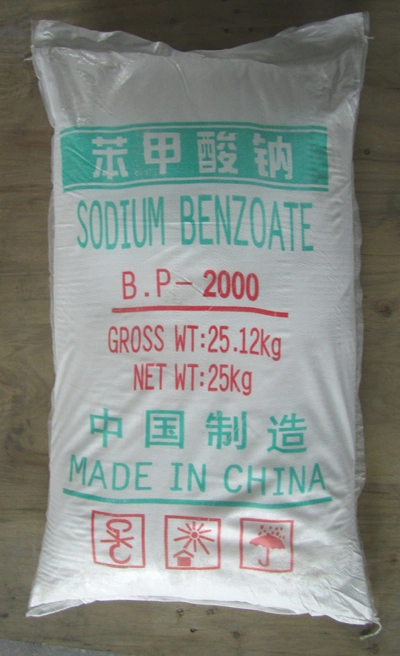 苯甲酸钠
SODIUM BENZOATE
B.P-2000
GROSS WT:25.12kg
NET WT:25kg
中国制造
MADE IN CHINA